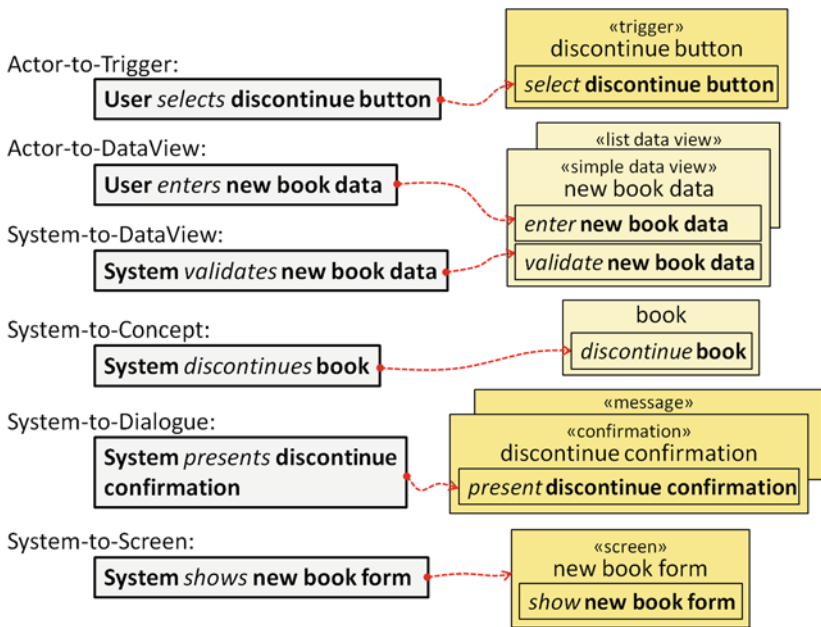 «trigger»
discontinue button
Actor-to-Trigger:
User selects discontinue button
select discontinue button
Actor-to-DataView:
«list data view»
User enters new book data
«simple data view»
new book data
enter new book data
System-to-DataView:
System validates new book data
validate new book data
System-to-Concept:
book
System discontinues book
discontinue book
System-to-Dialogue:
«message»
«confirmation»
System presents discontinue
confirmation
discontinue confirmation
present discontinue confirmation
System-to-Screen:
«screen»
System shows new book form
new book form
show new book form